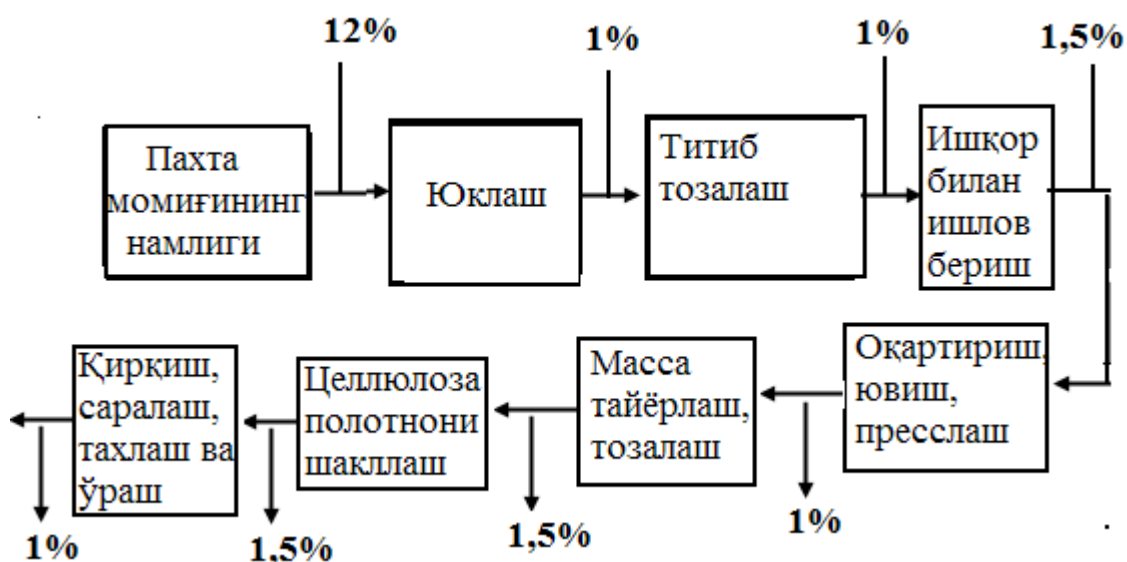 12%
1%
1%
1,5%
Пахта
момиғининг
намлиги
Юклаш
Титиб
тозалаш
Ишқор
билан
ишлов
бериш
Қирқиш,
саралаш,
тахлаш ва
ўраш
Целлюлоза
полотнони
шакллаш
Масса
тайёрлаш,
тозалаш
Оқартириш,
ювиш,
пресслаш
1%
1,5%
1,5%
1%